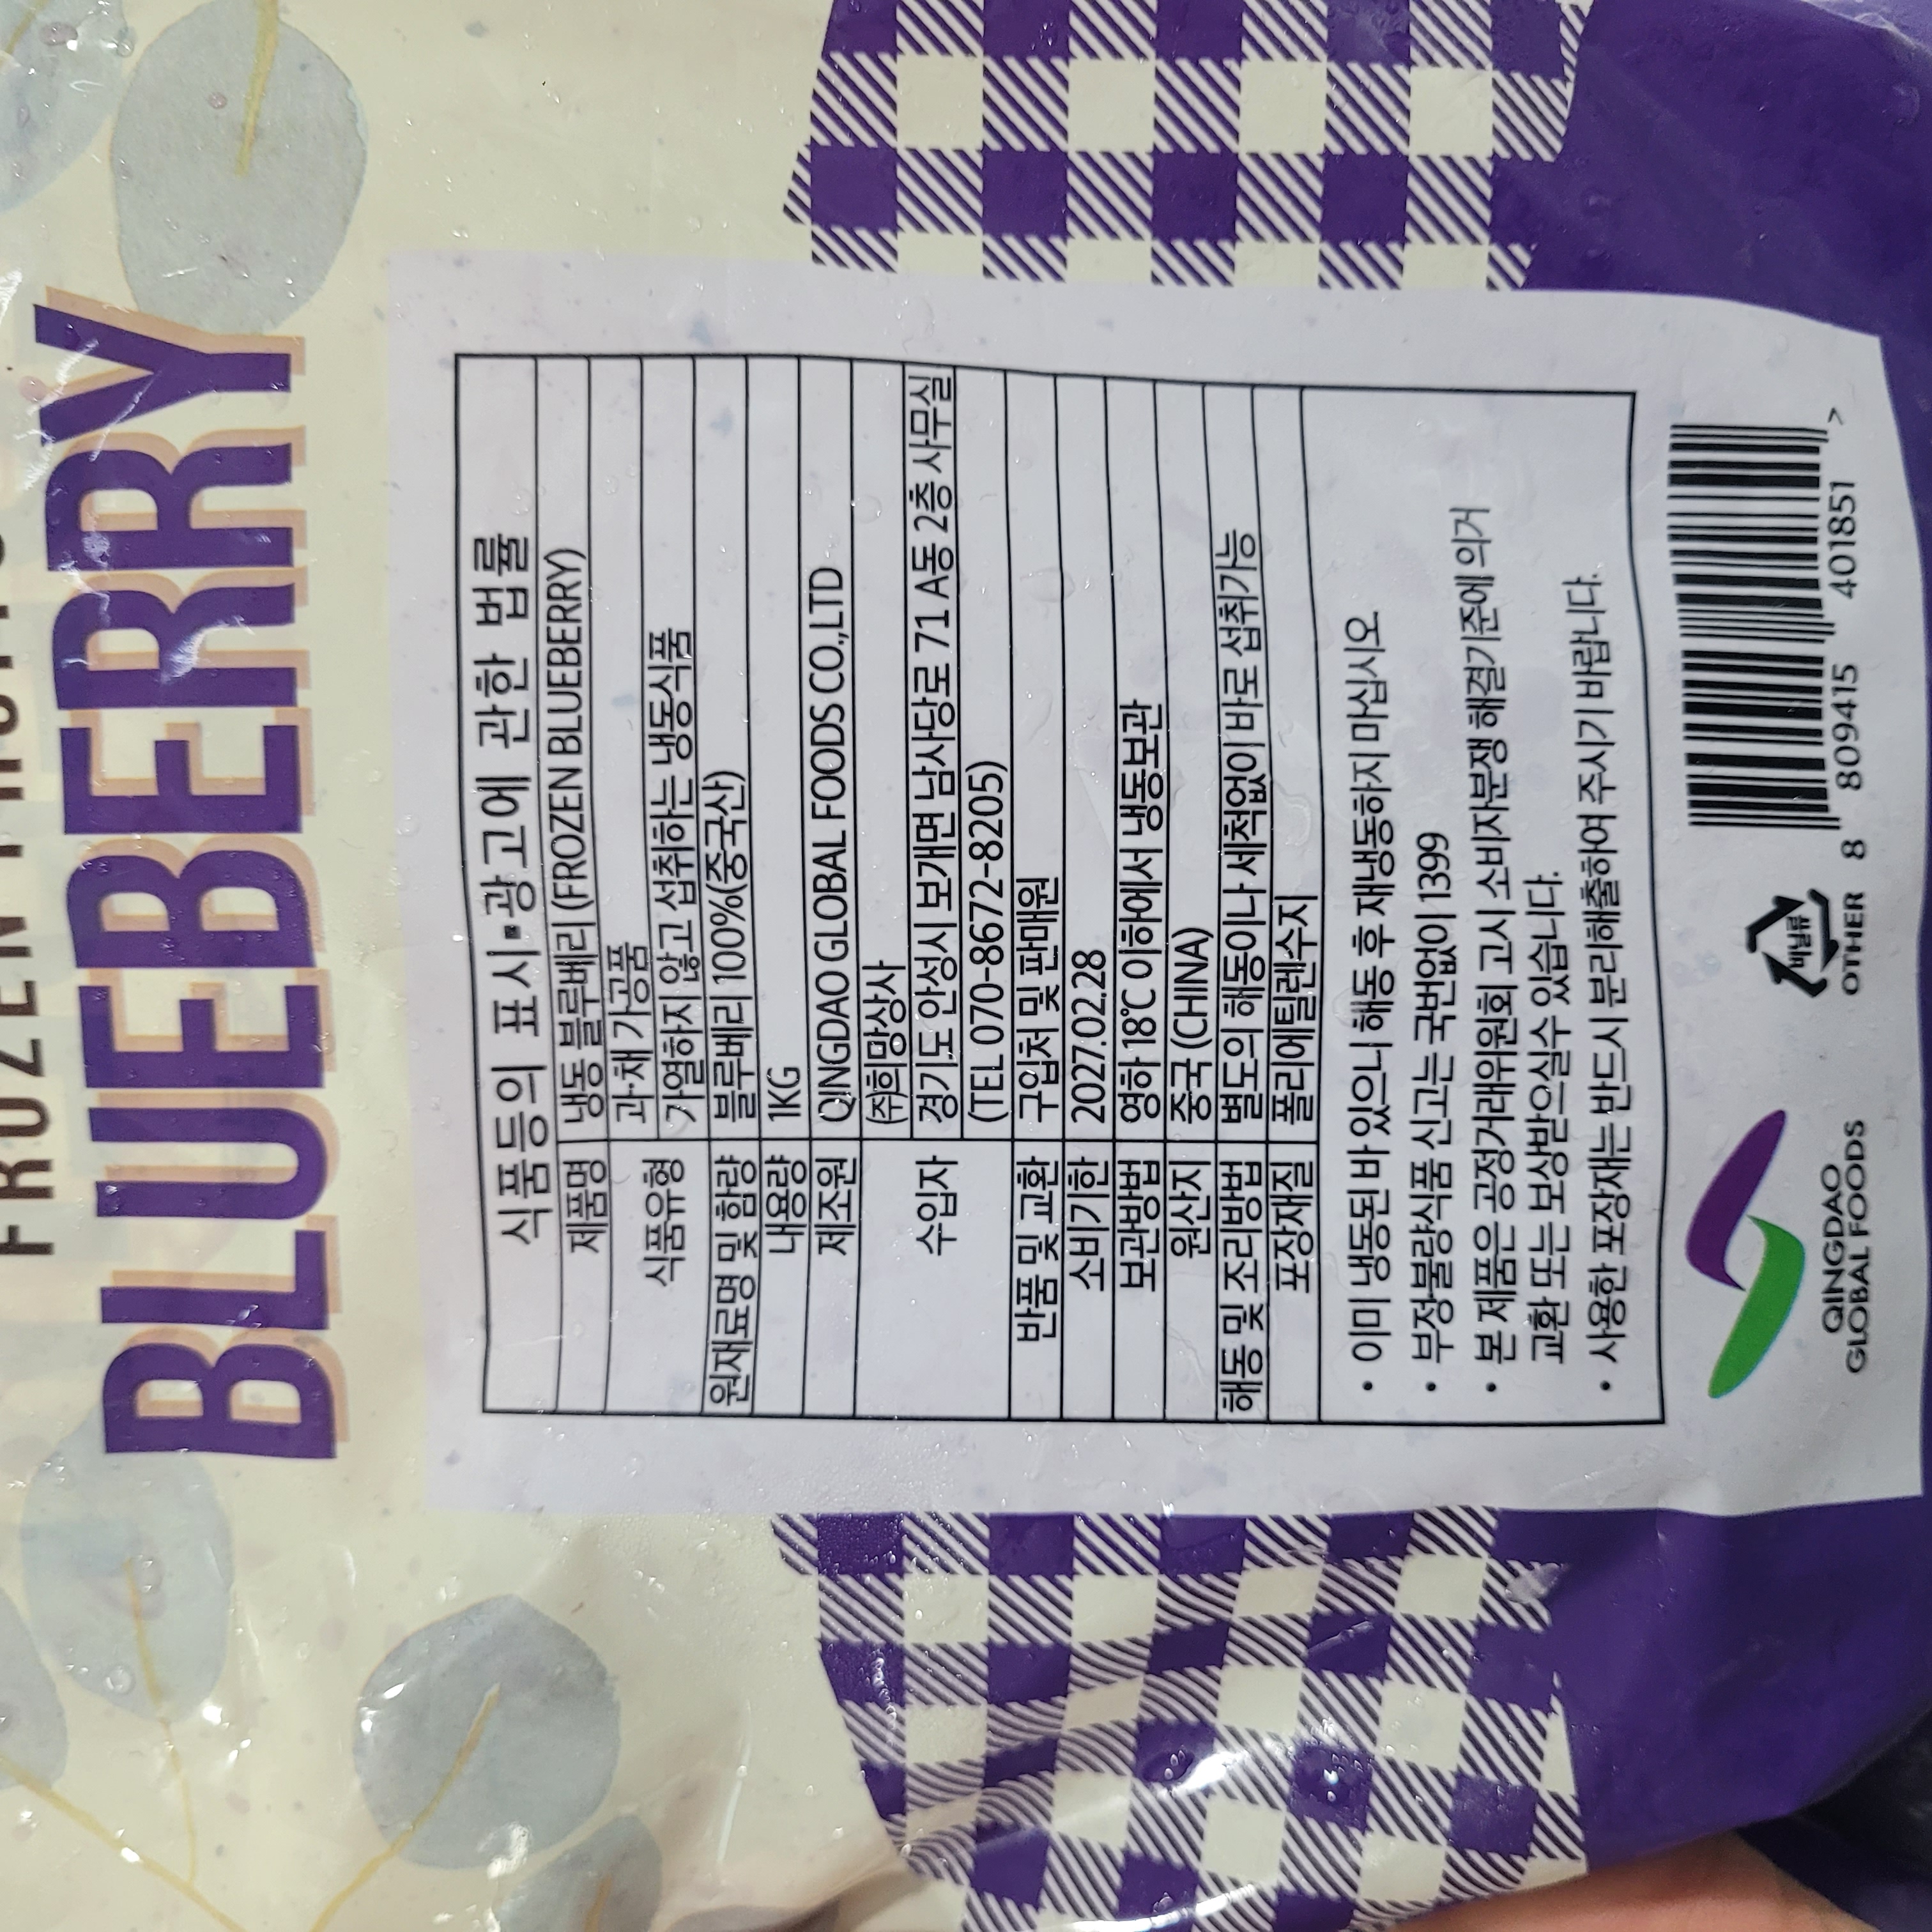 BLUEBERRY
식품등의 표시▪광고에 관한 법률
제품명 냉동 블루베리 (FROZEN BLUEBERRY)
식품유형 과·채 가공품
가열하지 않고 섭취하는 냉동식품
원재료명 및 함량 블루베리 100%(중국산)
내용량 1KG
제조원 QINGDAO GLOBAL FOODS CO.,LTD
수입자 (주)희망상사
경기도 안성시 보개면 남사당로 71 A동 2층 사무실
(TEL 070-8672-8205)
반품 및 교환 구입처 및 판매원
소비기한 2027.02.28
보관방법 영하 18℃ 이하에서 냉동보관
원산지 중국 (CHINA)
해동 및 조리방법 별도의 해동이나 세척없이 바로 섭취가능
포장재질 폴리에틸렌수지
• 이미 냉동된 바 있으니 해동 후 재냉동하지 마십시오
• 부정·불량식품 신고는 국번없이 1399
• 본 제품은 공정거래위원회 고시 소비자분쟁 해결기준에 의거
교환 또는 보상받으실수 있습니다.
• 사용한 포장재는 반드시 분리해출하여 주시기 바랍니다.
QINGDAO
GLOBAL FOODS
비닐류
OTHER
8 809415 401851 >